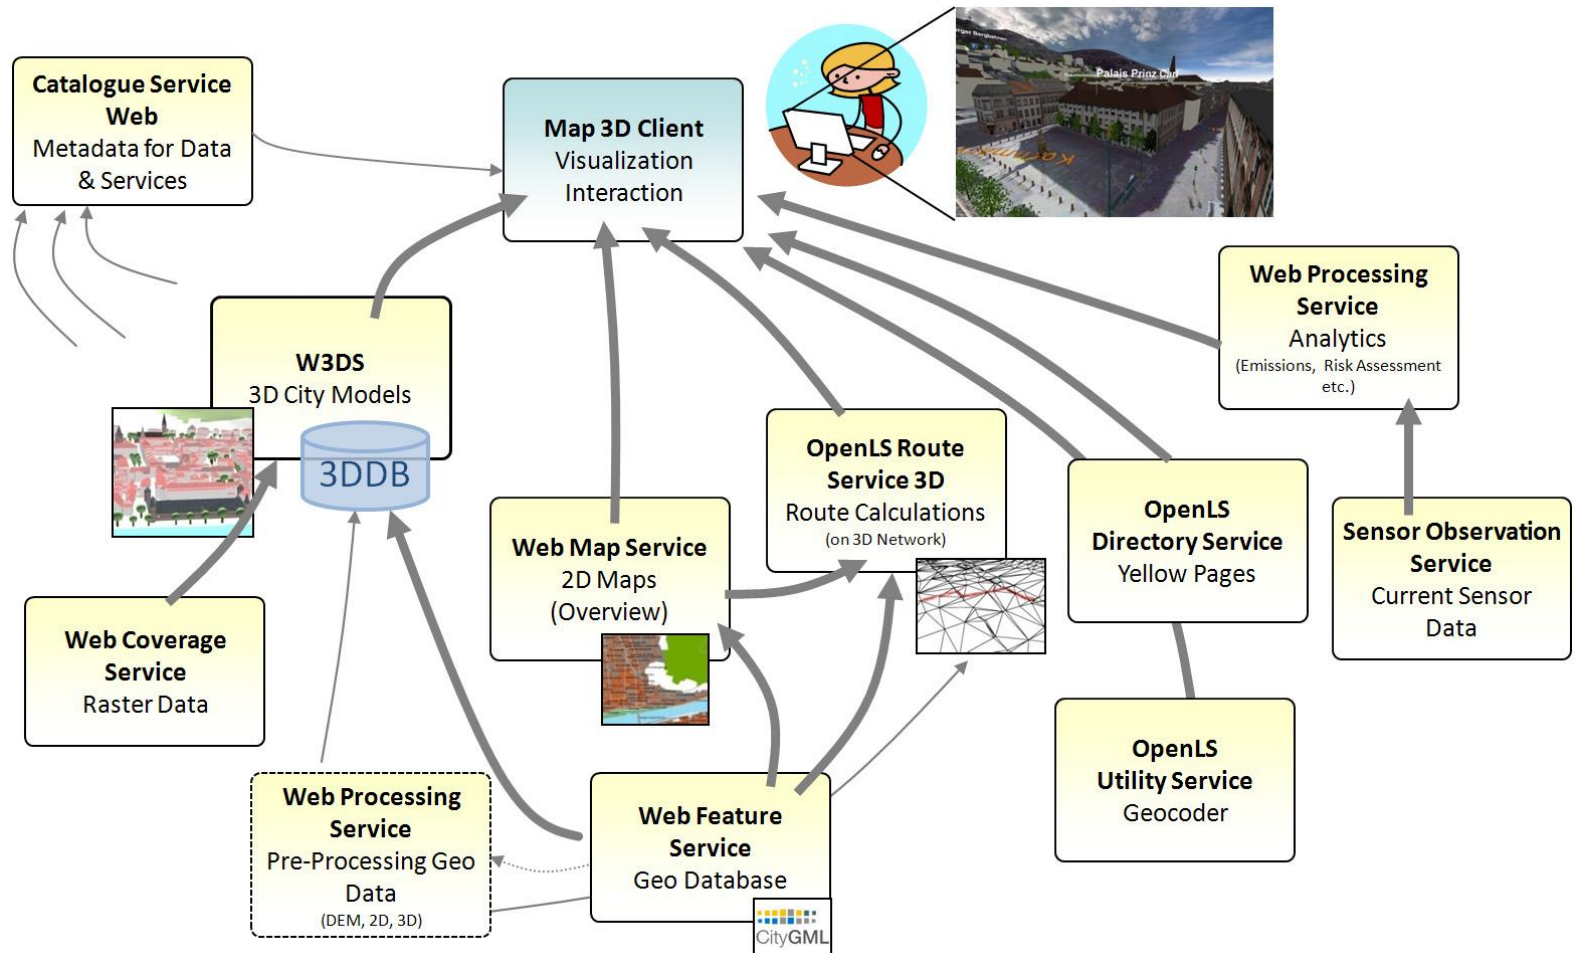 Catalogue Service
Web
Metadata for Data
& Services
Map 3D Client
Visualization
Interaction
Palais Prinz Carl
Web Processing
Service
Analytics
(Emissions, Risk Assessment
etc.)
W3DS
3D City Models
3DDB
OpenLS Route
Service 3D
Route Calculations
(on 3D Network)
Web Map Service
2D Maps
(Overview)
OpenLS
Directory Service
Yellow Pages
Sensor Observation
Service
Current Sensor
Data
Web Coverage
Service
Raster Data
OpenLS
Utility Service
Geocoder
Web Processing
Service
Pre-Processing Geo
Data
(DEM, 2D, 3D)
Web Feature
Service
Geo Database
CityGML